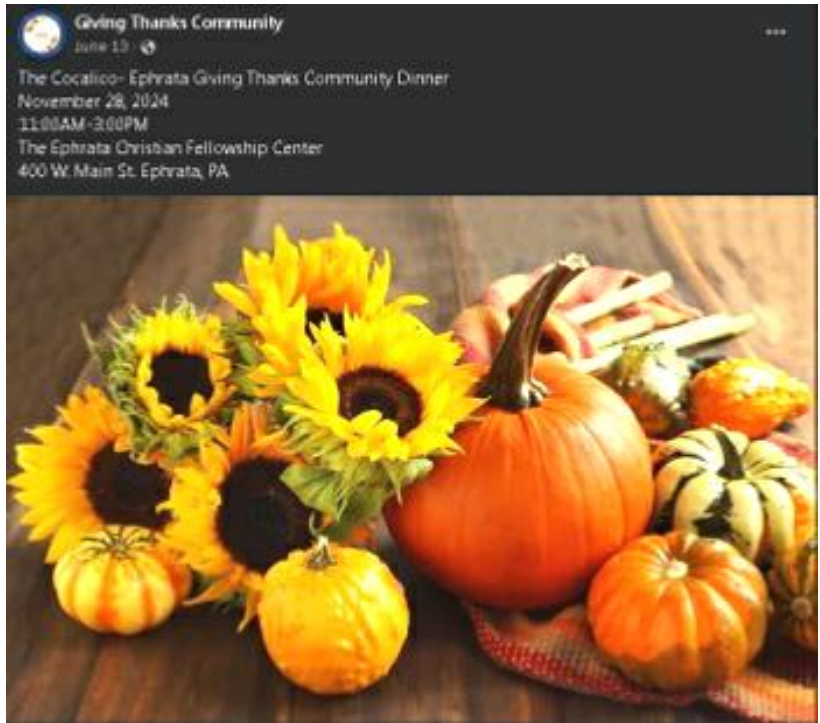 Giving Thanks Community
June 13
The Cocalico- Ephrata Giving Thanks Community Dinner
November 28, 2024
11:00AM-3:00PM
The Ephrata Christian Fellowship Center
400 W. Main St. Ephrata, PA